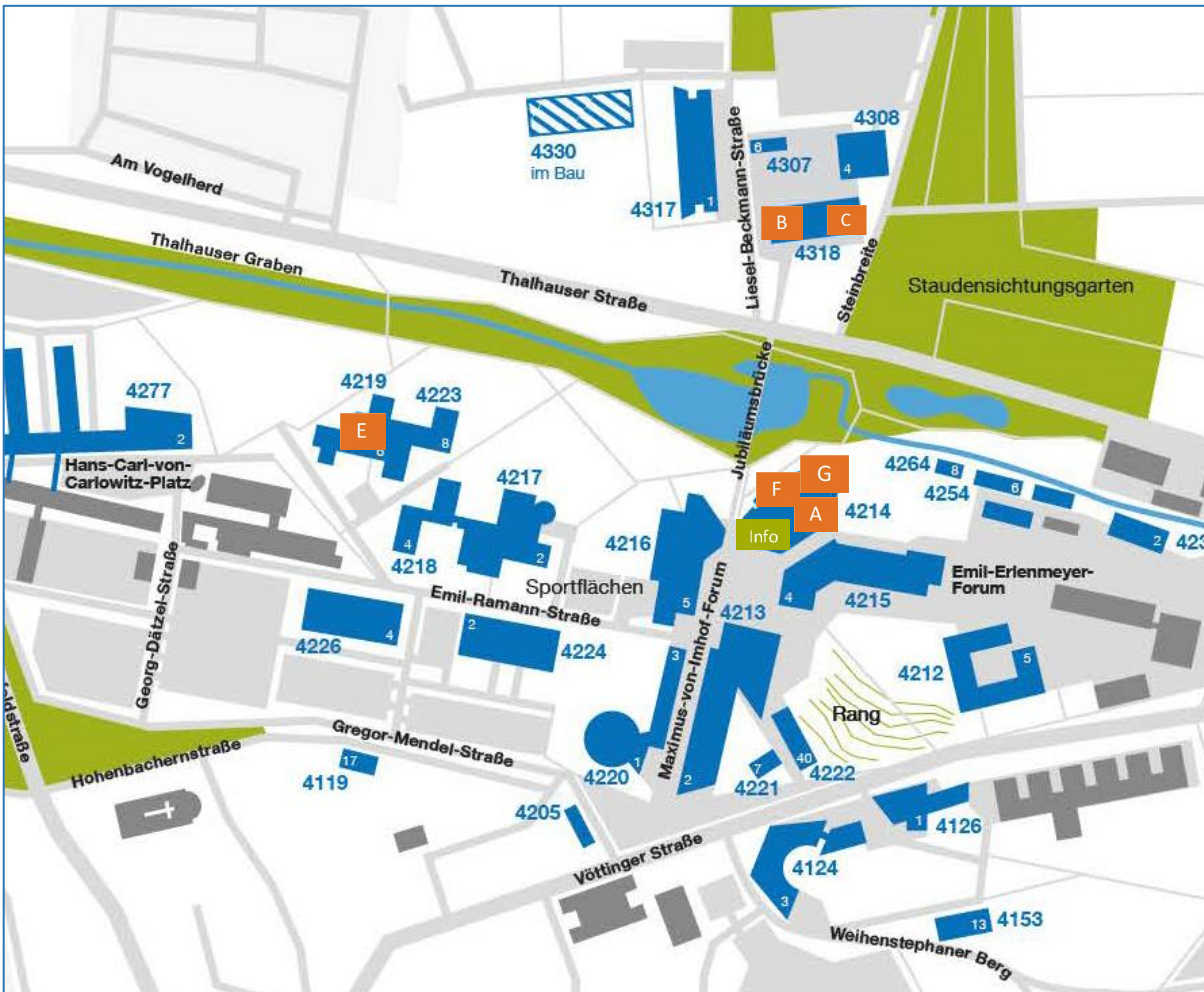 4308
4330
im Bau
6
4307
4
Liesel-Beckmann-Straße
Am Vogelherd
4317
1
B
C
4318
Steinbreite
Thalhauser Graben
Thalhauser Straße
Staudensichtungsgarten
Jubiläumsbrücke
4277
2
4219
4223
E
6
8
Hans-Carl-von-
Carlowitz-Platz
4217
4218
4
2
4216
5
Sportflächen
F
G
A
Info
4214
4264
8
4254
6
2
423
Emil-Erlenmeyer-
Forum
4215
4
4213
Maximus-von-Imhof-Forum
3
2
Emil-Ramann-Straße
Georg-Dätzel-Straße
4226
4
2
4224
4212
5
Rang
Gregor-Mendel-Straße
Hohenbachernstraße
feldstraße
4119
17
4220
1
7
4221
40
4222
4205
Vöttinger Straße
4126
1
4124
3
4153
13
Weihenstephaner Berg